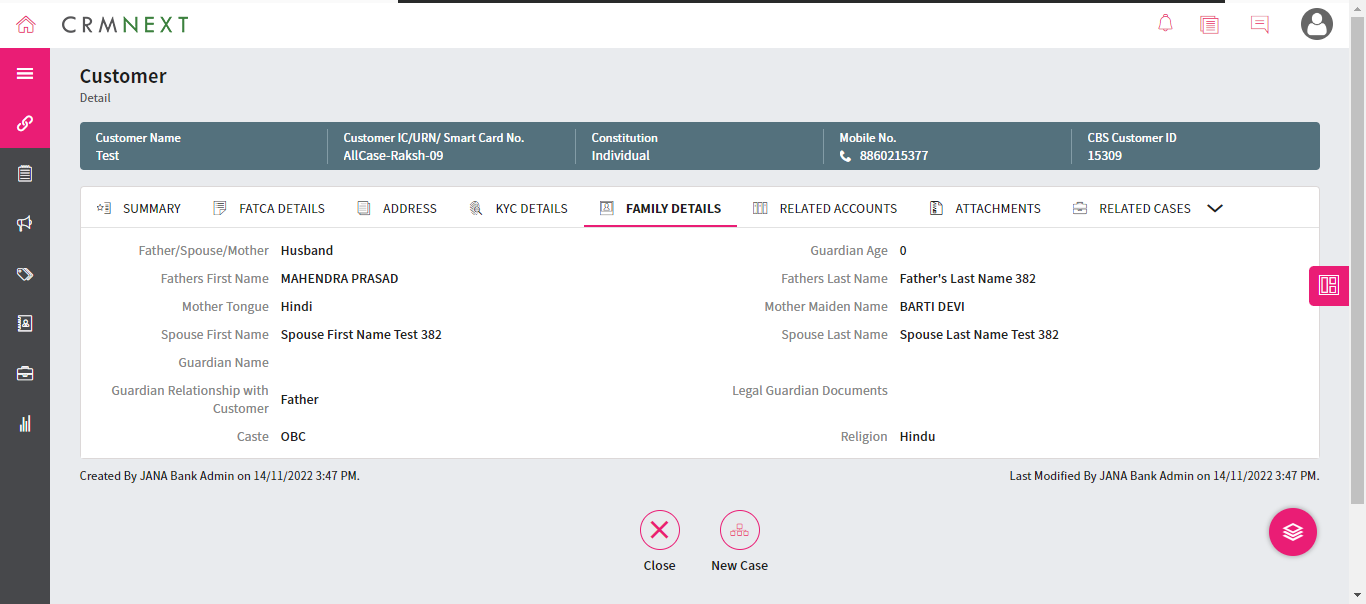 CRMNEXT
Customer
Detail
Customer Name
Test
Customer IC/URN/ Smart Card No.
AllCase-Raksh-09
Constitution
Individual
Mobile No.
8860215377
CBS Customer ID
15309
SUMMARY FATCA DETAILS ADDRESS KYC DETAILS FAMILY DETAILS RELATED ACCOUNTS ATTACHMENTS RELATED CASES
Father/Spouse/Mother Husband Guardian Age 0
Fathers First Name MAHENDRA PRASAD Fathers Last Name Father's Last Name 382
Mother Tongue Hindi Mother Maiden Name BARTI DEVI
Spouse First Name Spouse First Name Test 382 Spouse Last Name Spouse Last Name Test 382
Guardian Name
Guardian Relationship with
Customer Father Legal Guardian Documents
Caste OBC Religion Hindu
Created By JANA Bank Admin on 14/11/2022 3:47 PM. Last Modified By JANA Bank Admin on 14/11/2022 3:47 PM.
Close New Case